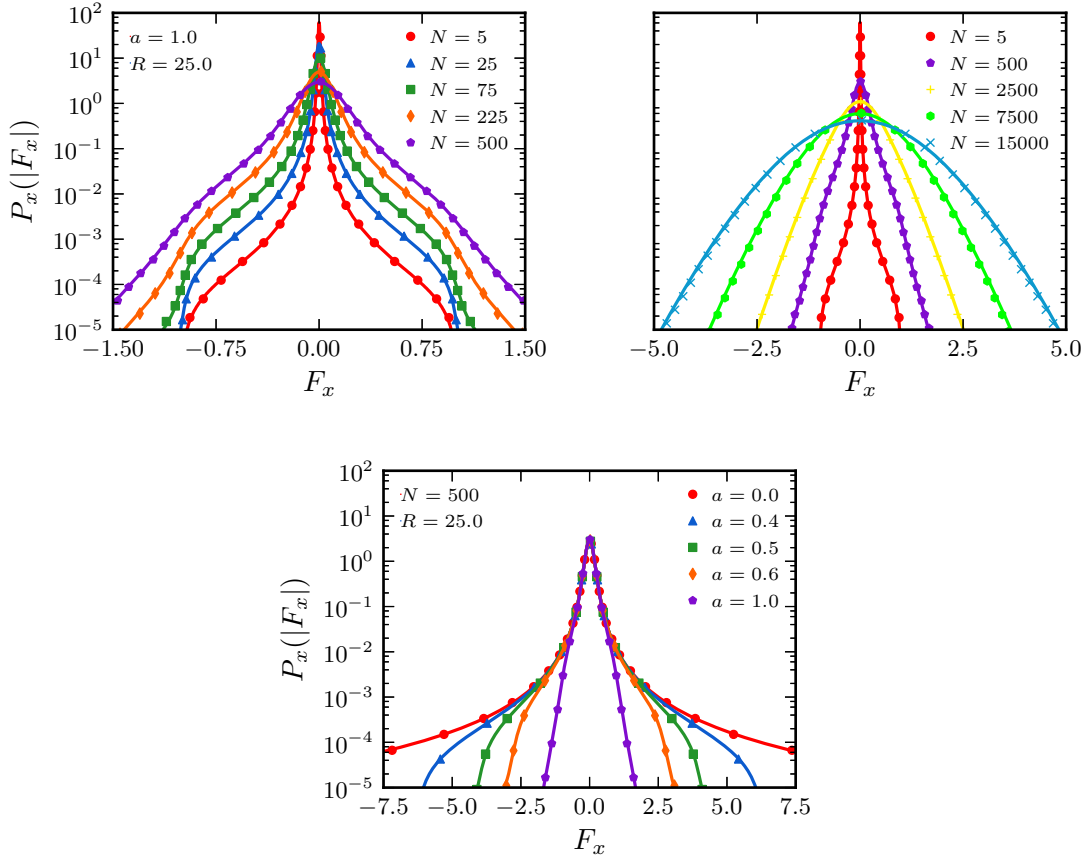 10^2
10^1
10^0
10^-1
10^-2
10^-3
10^-4
10^-5
P_x(|F_x|)
a = 1.0
R = 25.0
N = 5
N = 25
N = 75
N = 225
N = 500
−1.50 −0.75 0.00 0.75 1.50
F_x
N = 5
N = 500
N = 2500
N = 7500
N = 15000
−5.0 −2.5 0.0 2.5 5.0
F_x
10^2
10^1
10^0
10^-1
10^-2
10^-3
10^-4
10^-5
P_x(|F_x|)
N = 500
R = 25.0
a = 0.0
a = 0.4
a = 0.5
a = 0.6
a = 1.0
−7.5 −5.0 −2.5 0.0 2.5 5.0 7.5
F_x